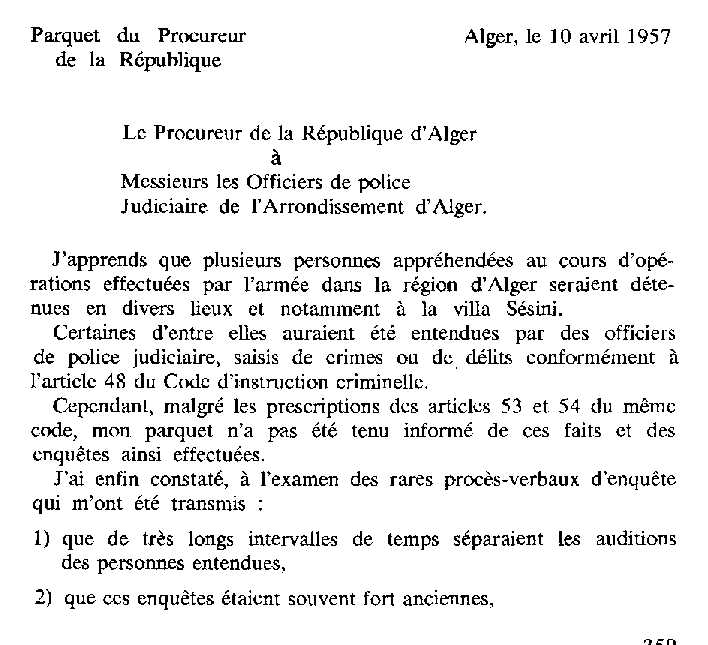 Parquet du Procureur
de la République
Alger, le 10 avril 1957
Le Procureur de la République d'Alger
à
Messieurs les Officiers de police
Judiciaire de l'Arrondissement d'Alger.
J'apprends que plusieurs personnes appréhendées au cours d'opé-
rations effectuées par l'armée dans la région d'Alger seraient déte-
nues en divers lieux et notamment à la villa Sésini.
Certaines d'entre elles auraient été entendues par des officiers
de police judiciaire, saisis de crimes ou de délits conformément à
l'article 48 du Code d'instruction criminelle.
Cependant, malgré les prescriptions des articles 53 et 54 du même
code, mon parquet n'a pas été tenu informé de ces faits et des
enquêtes ainsi effectuées.
J'ai enfin constaté, à l'examen des rares procès-verbaux d'enquête
qui m'ont été transmis :
1) que de très longs intervalles de temps séparaient les auditions
des personnes entendues,
2) que ces enquêtes étaient souvent fort anciennes,